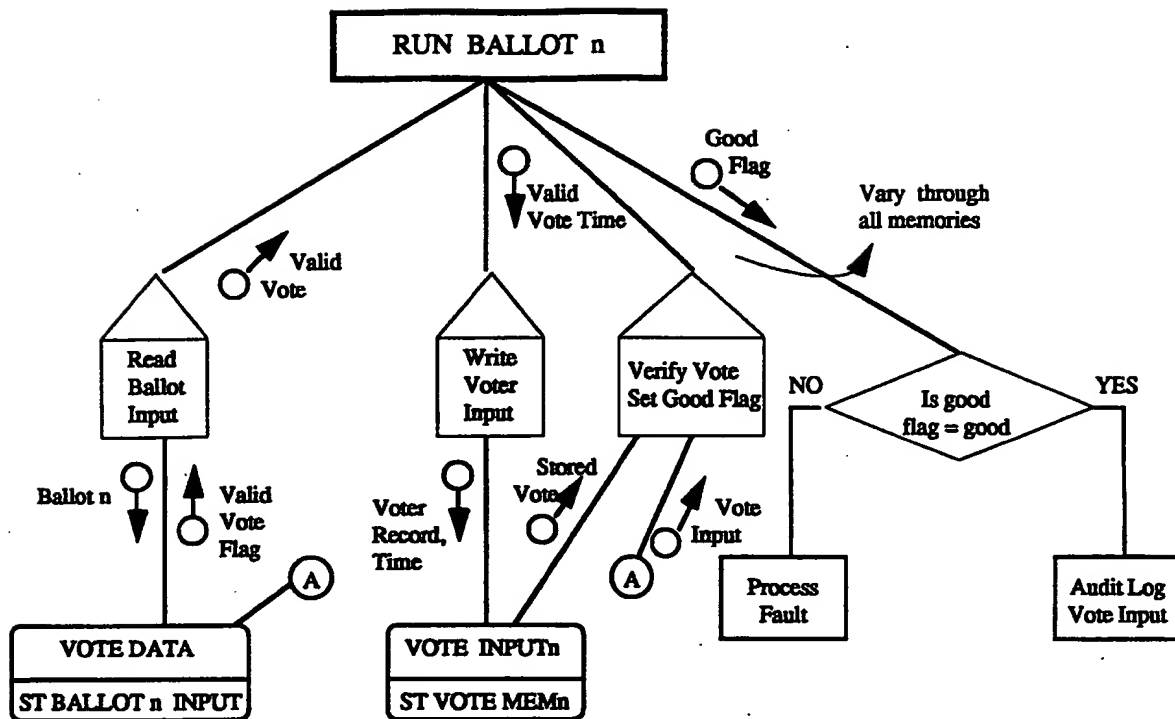 RUN BALLOT n
Good
Flag
Valid
Vote Time
Vary through
all memories
Valid
Vote
Read
Ballot
Input
Write
Voter
Input
Verify Vote
Set Good Flag
NO
Is good
flag = good
YES
Ballot n
Valid
Vote
Flag
Voter
Record,
Time
Stored
Vote
Vote
Input
A
A
Process
Fault
Audit Log
Vote Input
VOTE DATA
ST BALLOT n INPUT
VOTE INPUTn
ST VOTE MEMn